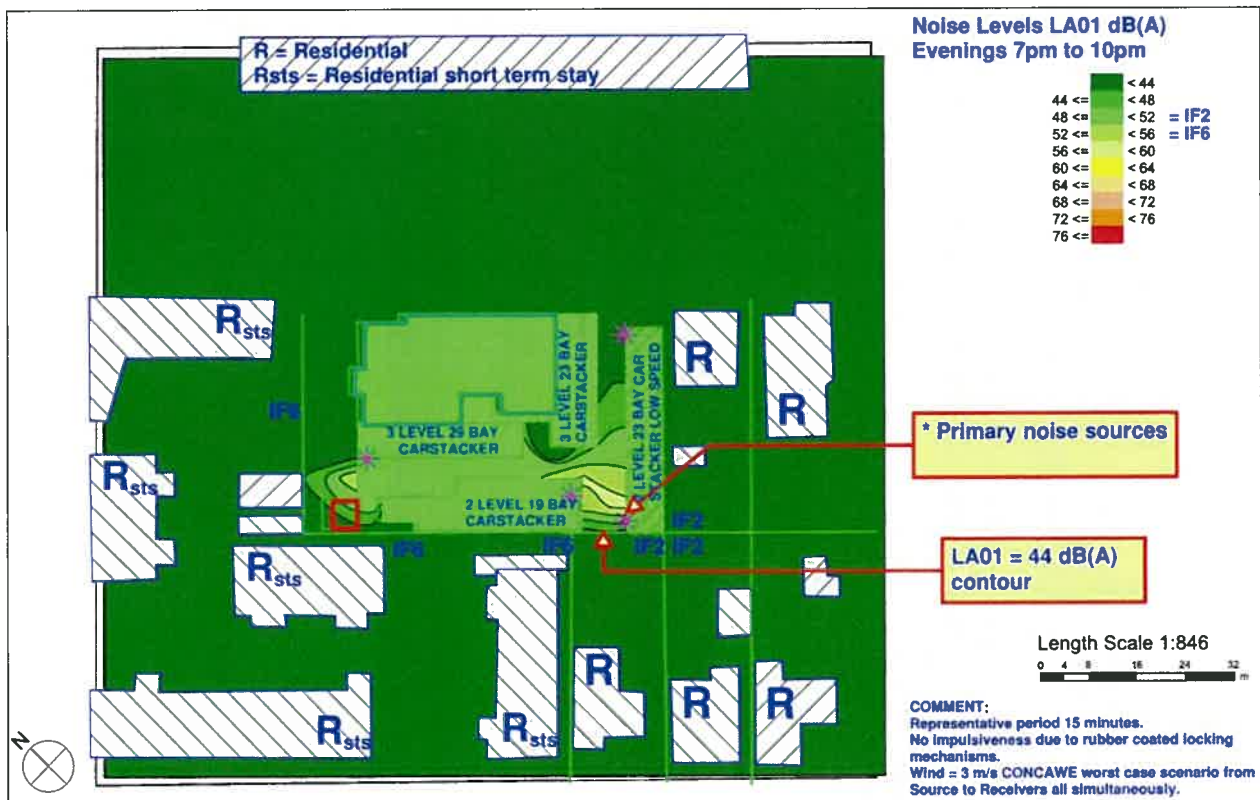 R = Residential
Rsts = Residential short term stay
Noise Levels LA01 dB(A)
Evenings 7pm to 10pm
< 44
44 <= < 48
48 <= < 52 = IF2
52 <= < 56 = IF6
56 <= < 60
60 <= < 64
64 <= < 68
68 <= < 72
72 <= < 76
76 <=
Rsts
R
R
IF6
3 LEVEL 23 BAY
CARSTACKER
LEVEL 23 BAY CAR
STACKER LOW SPEED
3 LEVEL 26 BAY
CARSTACKER
* Primary noise sources
Rsts
2 LEVEL 19 BAY
CARSTACKER
IF2
IF6
IF6
IF2
IF2
LA01 = 44 dB(A)
contour
Rsts
Length Scale 1:846
0 4 8 16 24 32
m
R
R
R
Rsts
Rsts
N
COMMENT:
Representative period 15 minutes.
No impulsiveness due to rubber coated locking
mechanisms.
Wind = 3 m/s CONCAWE worst case scenario from
Source to Receivers all simultaneously.